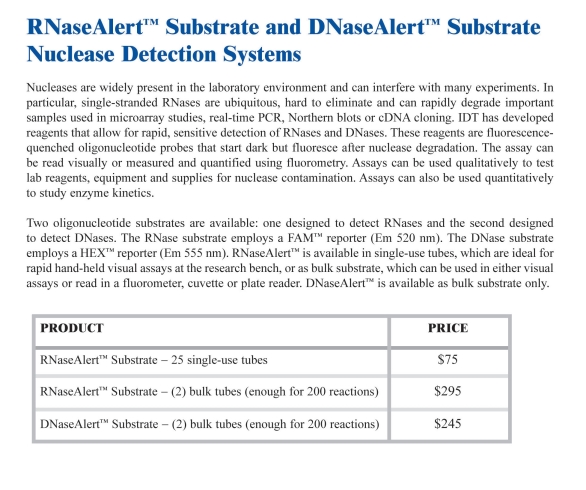 RNaseAlert™ Substrate and DNaseAlert™ Substrate
Nuclease Detection Systems
Nucleases are widely present in the laboratory environment and can interfere with many experiments. In
particular, single-stranded RNases are ubiquitous, hard to eliminate and can rapidly degrade important
samples used in microarray studies, real-time PCR, Northern blots or cDNA cloning. IDT has developed
reagents that allow for rapid, sensitive detection of RNases and DNases. These reagents are fluorescence-
quenched oligonucleotide probes that start dark but fluoresce after nuclease degradation. The assay can
be read visually or measured and quantified using fluorometry. Assays can be used qualitatively to test
lab reagents, equipment and supplies for nuclease contamination. Assays can also be used quantitatively
to study enzyme kinetics.
Two oligonucleotide substrates are available: one designed to detect RNases and the second designed
to detect DNases. The RNase substrate employs a FAM™ reporter (Em 520 nm). The DNase substrate
employs a HEX™ reporter (Em 555 nm). RNaseAlert™ is available in single-use tubes, which are ideal for
rapid hand-held visual assays at the research bench, or as bulk substrate, which can be used in either visual
assays or read in a fluorometer, cuvette or plate reader. DNaseAlert™ is available as bulk substrate only.
PRODUCT PRICE
RNaseAlert™ Substrate – 25 single-use tubes $75
RNaseAlert™ Substrate – (2) bulk tubes (enough for 200 reactions) $295
DNaseAlert™ Substrate – (2) bulk tubes (enough for 200 reactions) $245